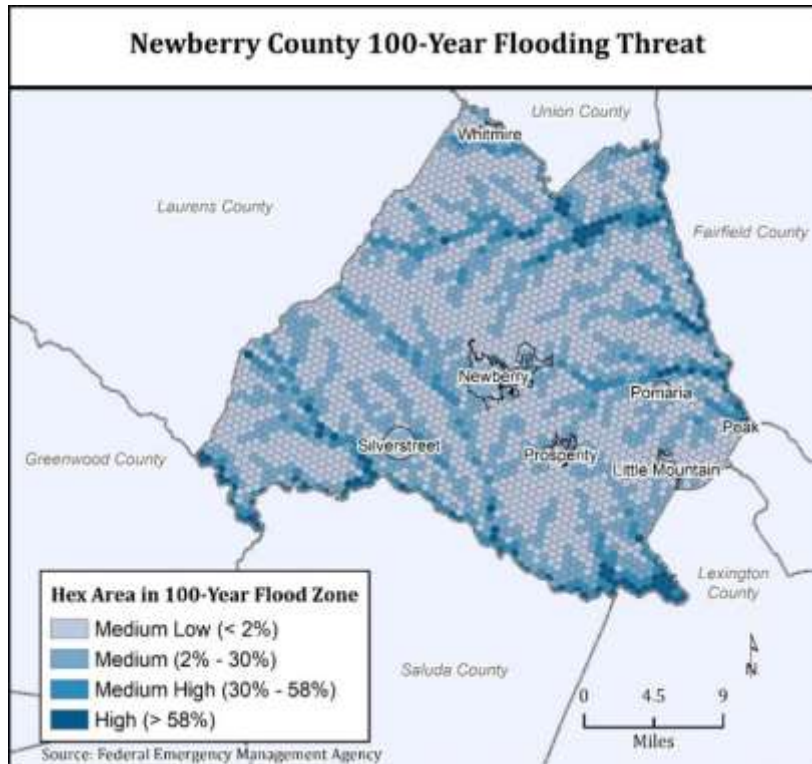 Newberry County 100-Year Flooding Threat
Union County
Whitmire
Laurens County
Fairfield County
Newberry
Pomaria
Peak
Silverstreet
Prosperity
Greenwood County
Little Mountain
Lexington
County
Saluda County
Hex Area in 100-Year Flood Zone
Medium Low (< 2%)
Medium (2% - 30%)
Medium High (30% - 58%)
High (> 58%)
N
0 4.5 9
Miles
Source: Federal Emergency Management Agency